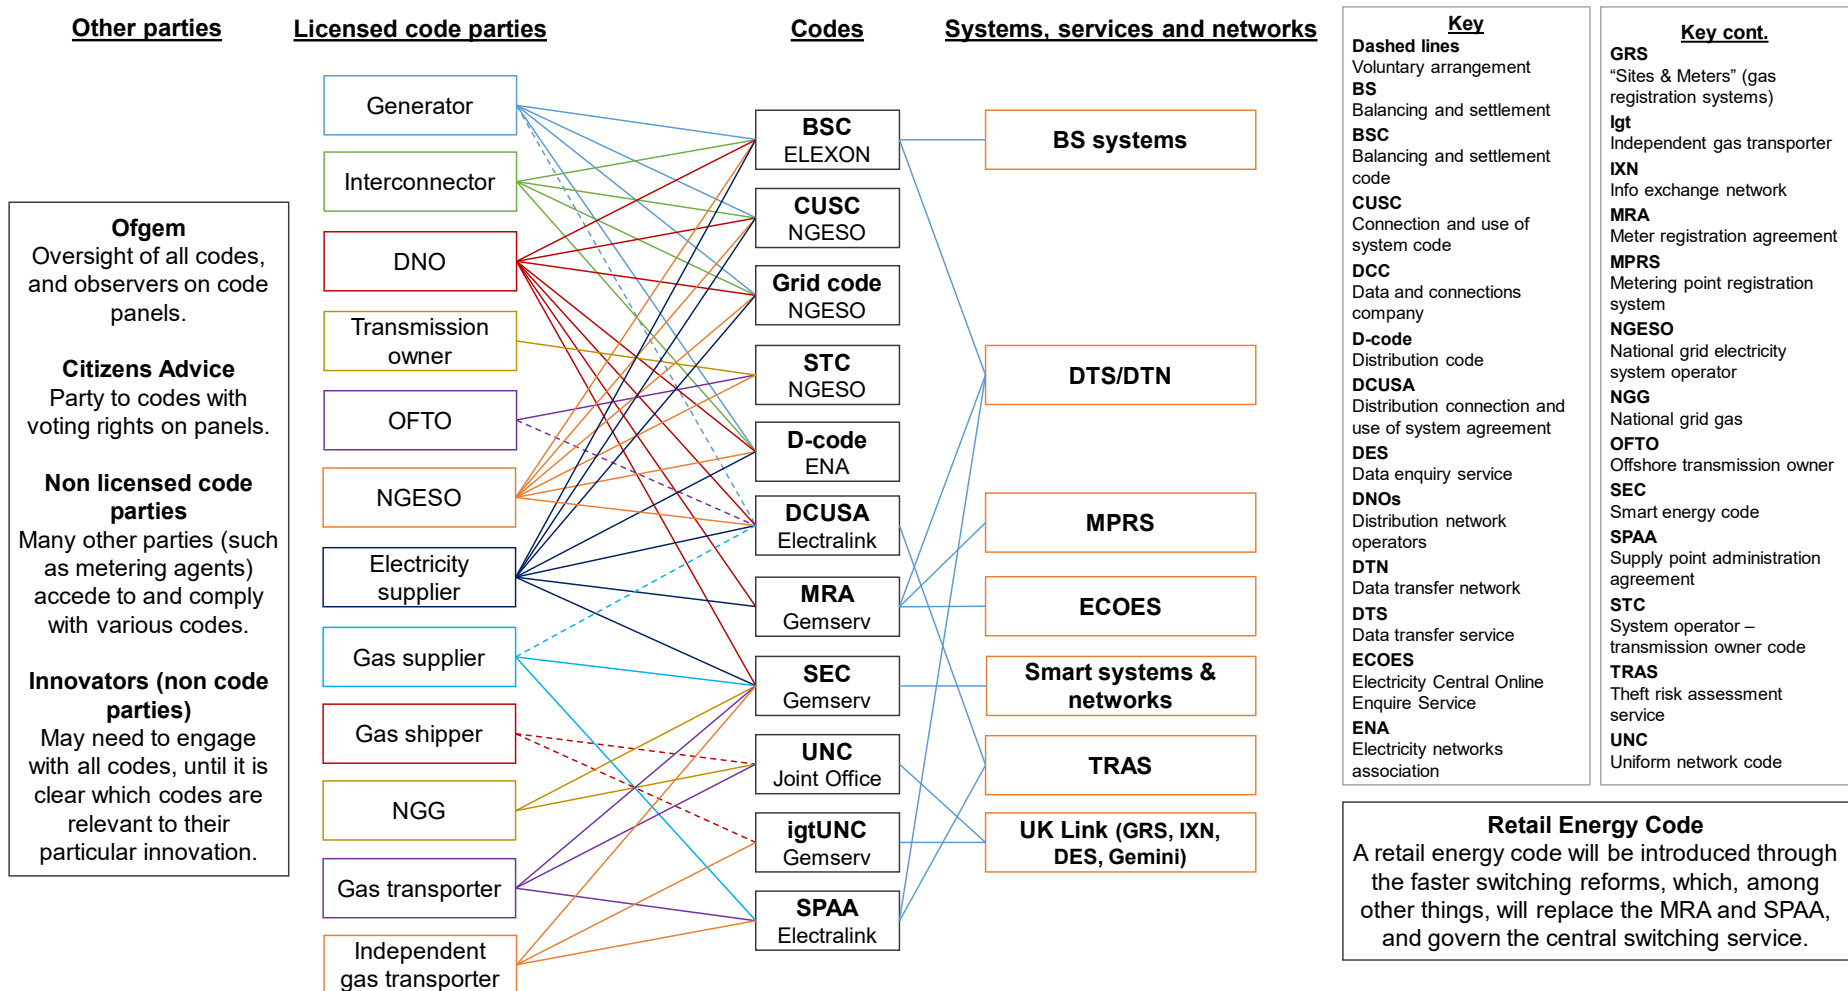 Other parties
Licensed code parties
Codes
Systems, services and networks
Ofgem
Oversight of all codes,
and observers on code
panels.
Citizens Advice
Party to codes with
voting rights on panels.
Non licensed code
parties
Many other parties (such
as metering agents)
accede to and comply
with various codes.
Innovators (non code
parties)
May need to engage
with all codes, until it is
clear which codes are
relevant to their
particular innovation.
Generator
Interconnector
DNO
Transmission
owner
OFTO
NGESO
Electricity
supplier
Gas supplier
Gas shipper
NGG
Gas transporter
Independent
gas transporter
BSC
ELEXON
CUSC
NGESO
Grid code
NGESO
STC
NGESO
D-code
ENA
DCUSA
Electralink
MRA
Gemserv
SEC
Gemserv
UNC
Joint Office
igtUNC
Gemserv
SPAA
Electralink
BS systems
DTS/DTN
MPRS
ECOES
Smart systems &
networks
TRAS
UK Link (GRS, IXN,
DES, Gemini)
Key
Dashed lines
Voluntary arrangement
BS
Balancing and settlement
BSC
Balancing and settlement
code
CUSC
Connection and use of
system code
DCC
Data and connections
company
D-code
Distribution code
DCUSA
Distribution connection and
use of system agreement
DES
Data enquiry service
DNOs
Distribution network
operators
DTN
Data transfer network
DTS
Data transfer service
ECOES
Electricity Central Online
Enquire Service
ENA
Electricity networks
association
Key cont.
GRS
“Sites & Meters” (gas
registration systems)
Igt
Independent gas transporter
IXN
Info exchange network
MRA
Meter registration agreement
MPRS
Metering point registration
system
NGESO
National grid electricity
system operator
NGG
National grid gas
OFTO
Offshore transmission owner
SEC
Smart energy code
SPAA
Supply point administration
agreement
STC
System operator –
transmission owner code
TRAS
Theft risk assessment
service
UNC
Uniform network code
Retail Energy Code
A retail energy code will be introduced through
the faster switching reforms, which, among
other things, will replace the MRA and SPAA,
and govern the central switching service.